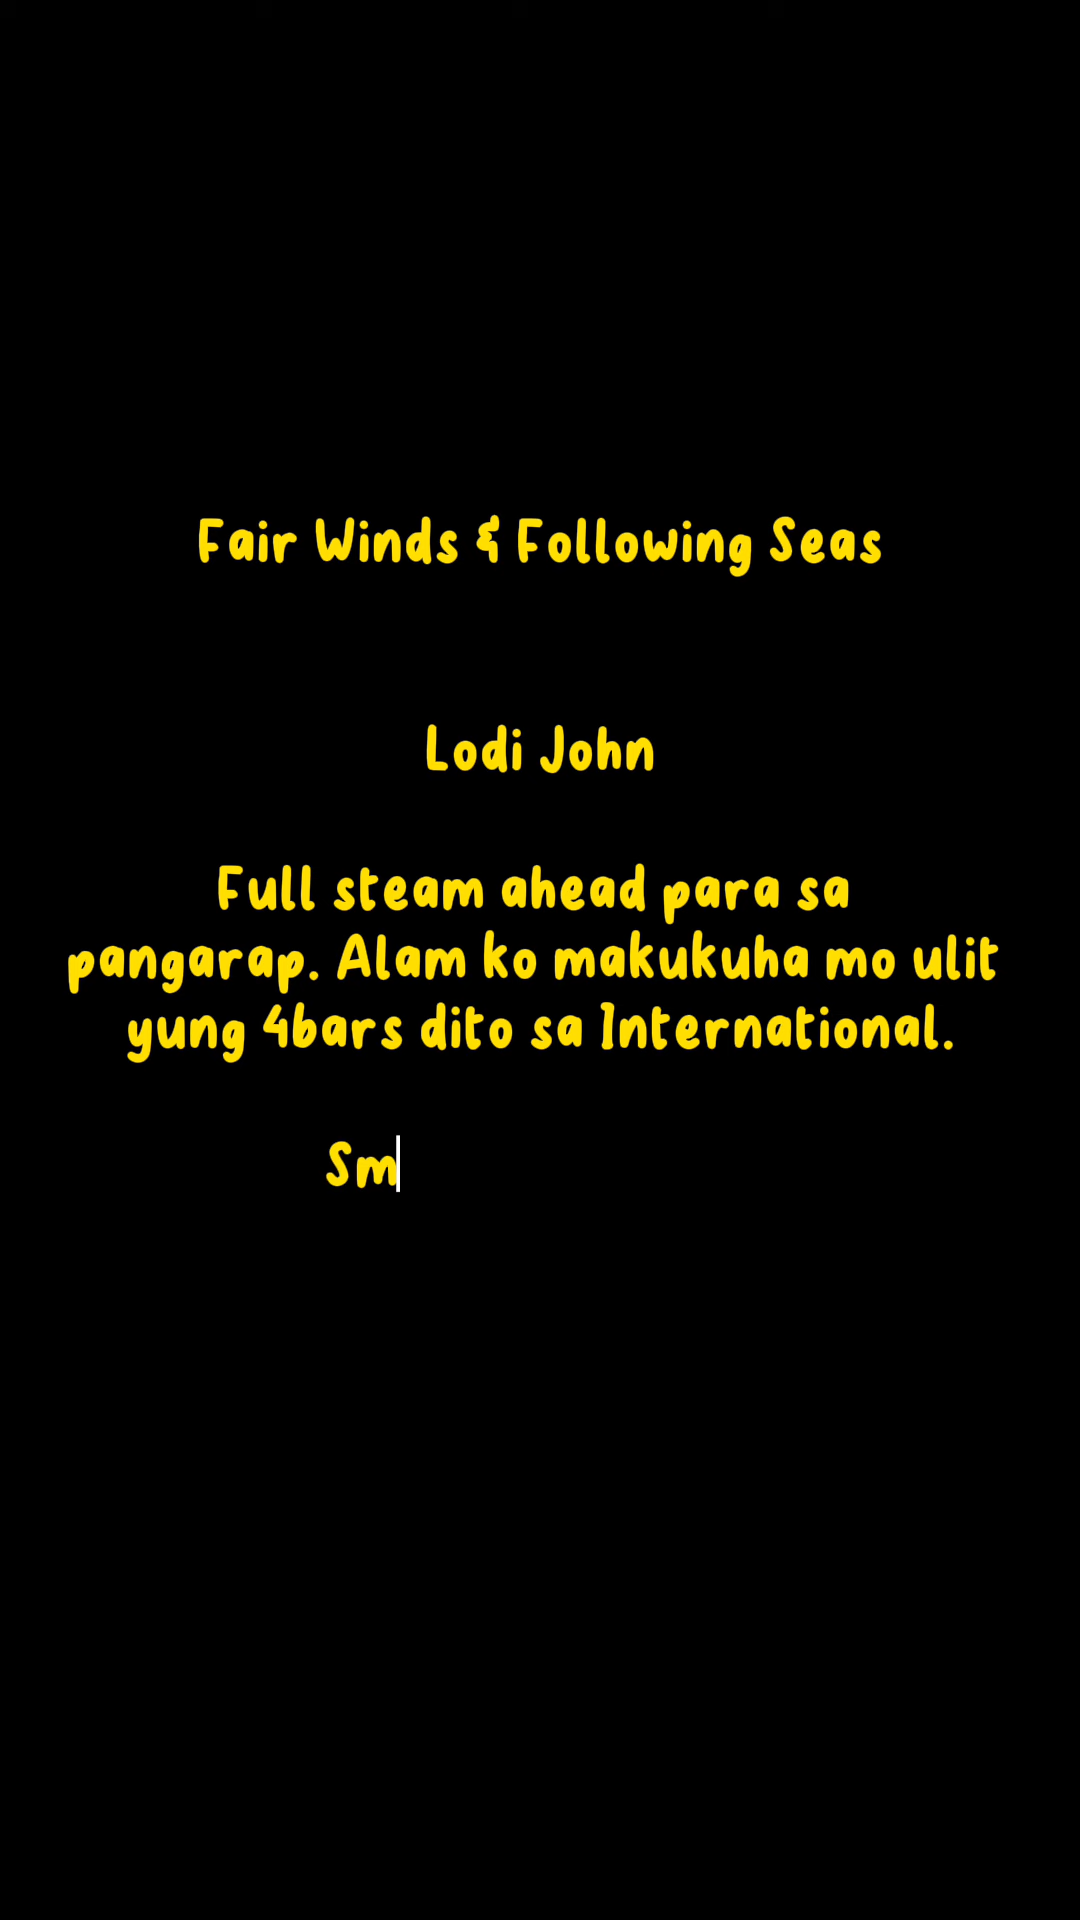 Fair Winds & Following Seas
Lodi John
Full steam ahead para sa
pangarap. Alam ko makukuha mo ulit
yung 4bars dito sa International.
Sm